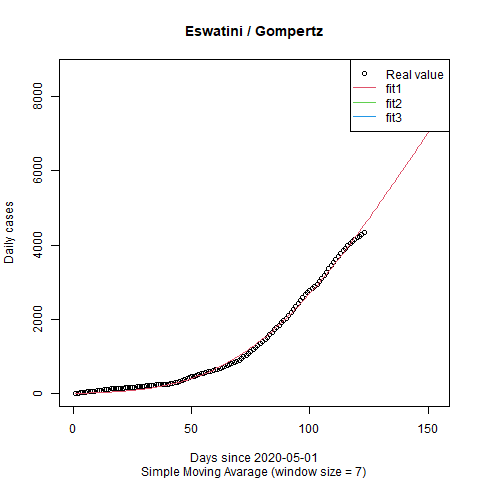 Eswatini / Gompertz
Real value
fit1
fit2
fit3
Daily cases
0
2000
4000
6000
8000
0
50
100
150
Days since 2020-05-01
Simple Moving Avarage (window size = 7)